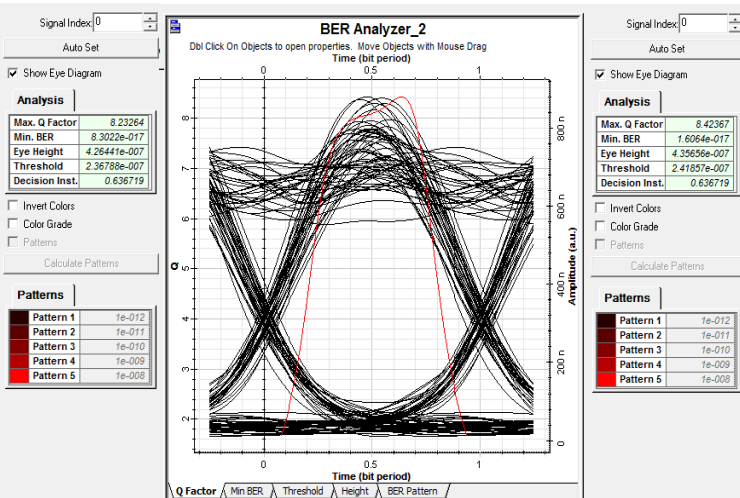 Signal Index: 0
Auto Set
Show Eye Diagram
Analysis
Max. Q Factor 8.23264
Min. BER 8.3022e-017
Eye Height 4.26441e-007
Threshold 2.36788e-007
Decision Inst. 0.636719
Invert Colors
Color Grade
Patterns
Calculate Patterns
Patterns
Pattern 1 1e-012
Pattern 2 1e-011
Pattern 3 1e-010
Pattern 4 1e-009
Pattern 5 1e-008
BER Analyzer_2
Dbl Click On Objects to open properties. Move Objects with Mouse Drag
Time (bit period)
0 0.5 1
8
7
6
5
4
3
2
Q
800 n
600 n
400 n
200 n
0
Amplitude (a.u.)
0 0.5 1
Time (bit period)
Q Factor Min BER Threshold Height BER Pattern
Signal Index: 0
Auto Set
Show Eye Diagram
Analysis
Max. Q Factor 8.42367
Min. BER 1.6064e-017
Eye Height 4.35656e-007
Threshold 2.41857e-007
Decision Inst. 0.636719
Invert Colors
Color Grade
Patterns
Calculate Patterns
Patterns
Pattern 1 1e-012
Pattern 2 1e-011
Pattern 3 1e-010
Pattern 4 1e-009
Pattern 5 1e-008